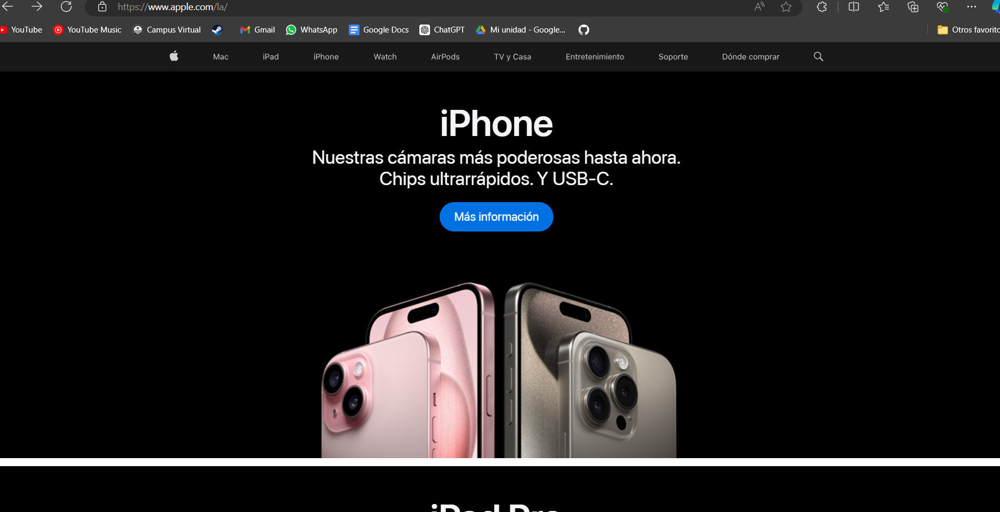 https://www.apple.com/la/
YouTube YouTube Music Campus Virtual Gmail WhatsApp Google Docs ChatGPT Mi unidad - Google... Otros favorito
Mac iPad iPhone Watch AirPods TV y Casa Entretenimiento Soporte Dónde comprar
iPhone
Nuestras cámaras más poderosas hasta ahora.
Chips ultrarrápidos. Y USB-C.
Más información
iPad Pro